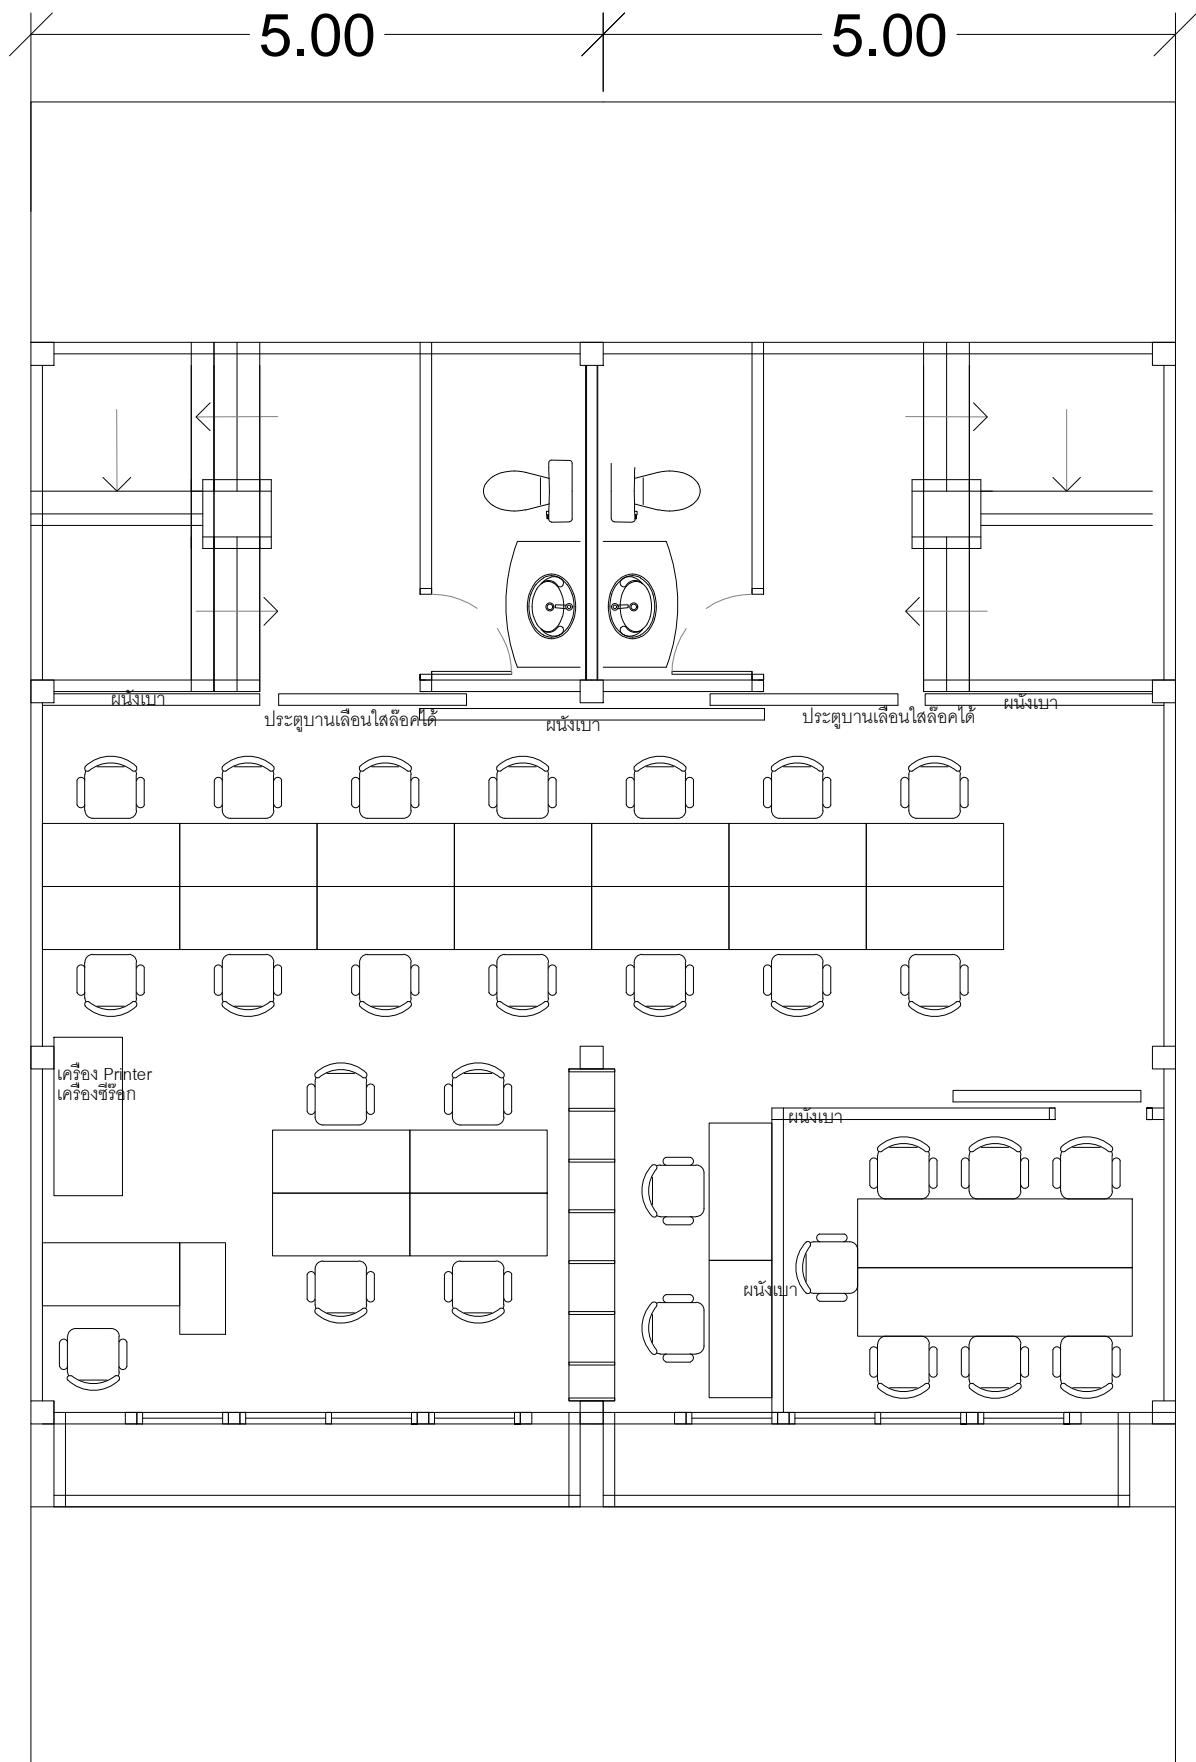 5.00
5.00
ผนังเบา
ประตูบานเลื่อนใสล๊อคได้
ผนังเบา
ประตูบานเลื่อนใสล๊อคได้
ผนังเบา
เครื่อง Printer
เครื่องซีร๊อก
ผนังเบา
ผนังเบา